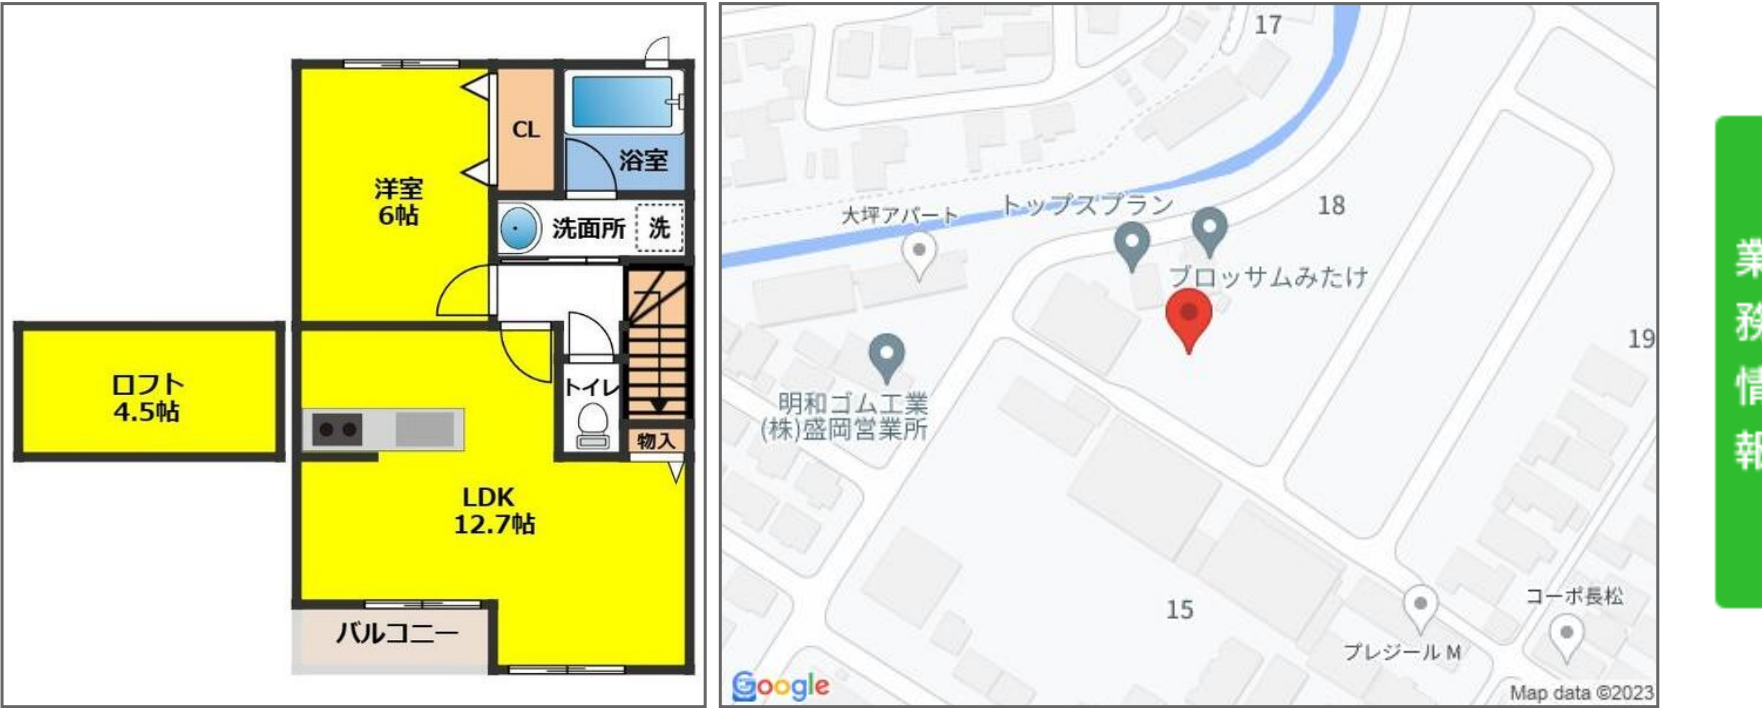 CL
浴室
洋室
6帖
洗面所
洗
ロフト
4.5帖
トイレ
物入
LDK
12.7帖
バルコニー
17
大坪アパート
トップスプラン
18
ブロッサムみたけ
19
明和ゴム工業
(株)盛岡営業所
15
コーポ長松
プレジール M
Google
Map data ©2023
業
務
情
報